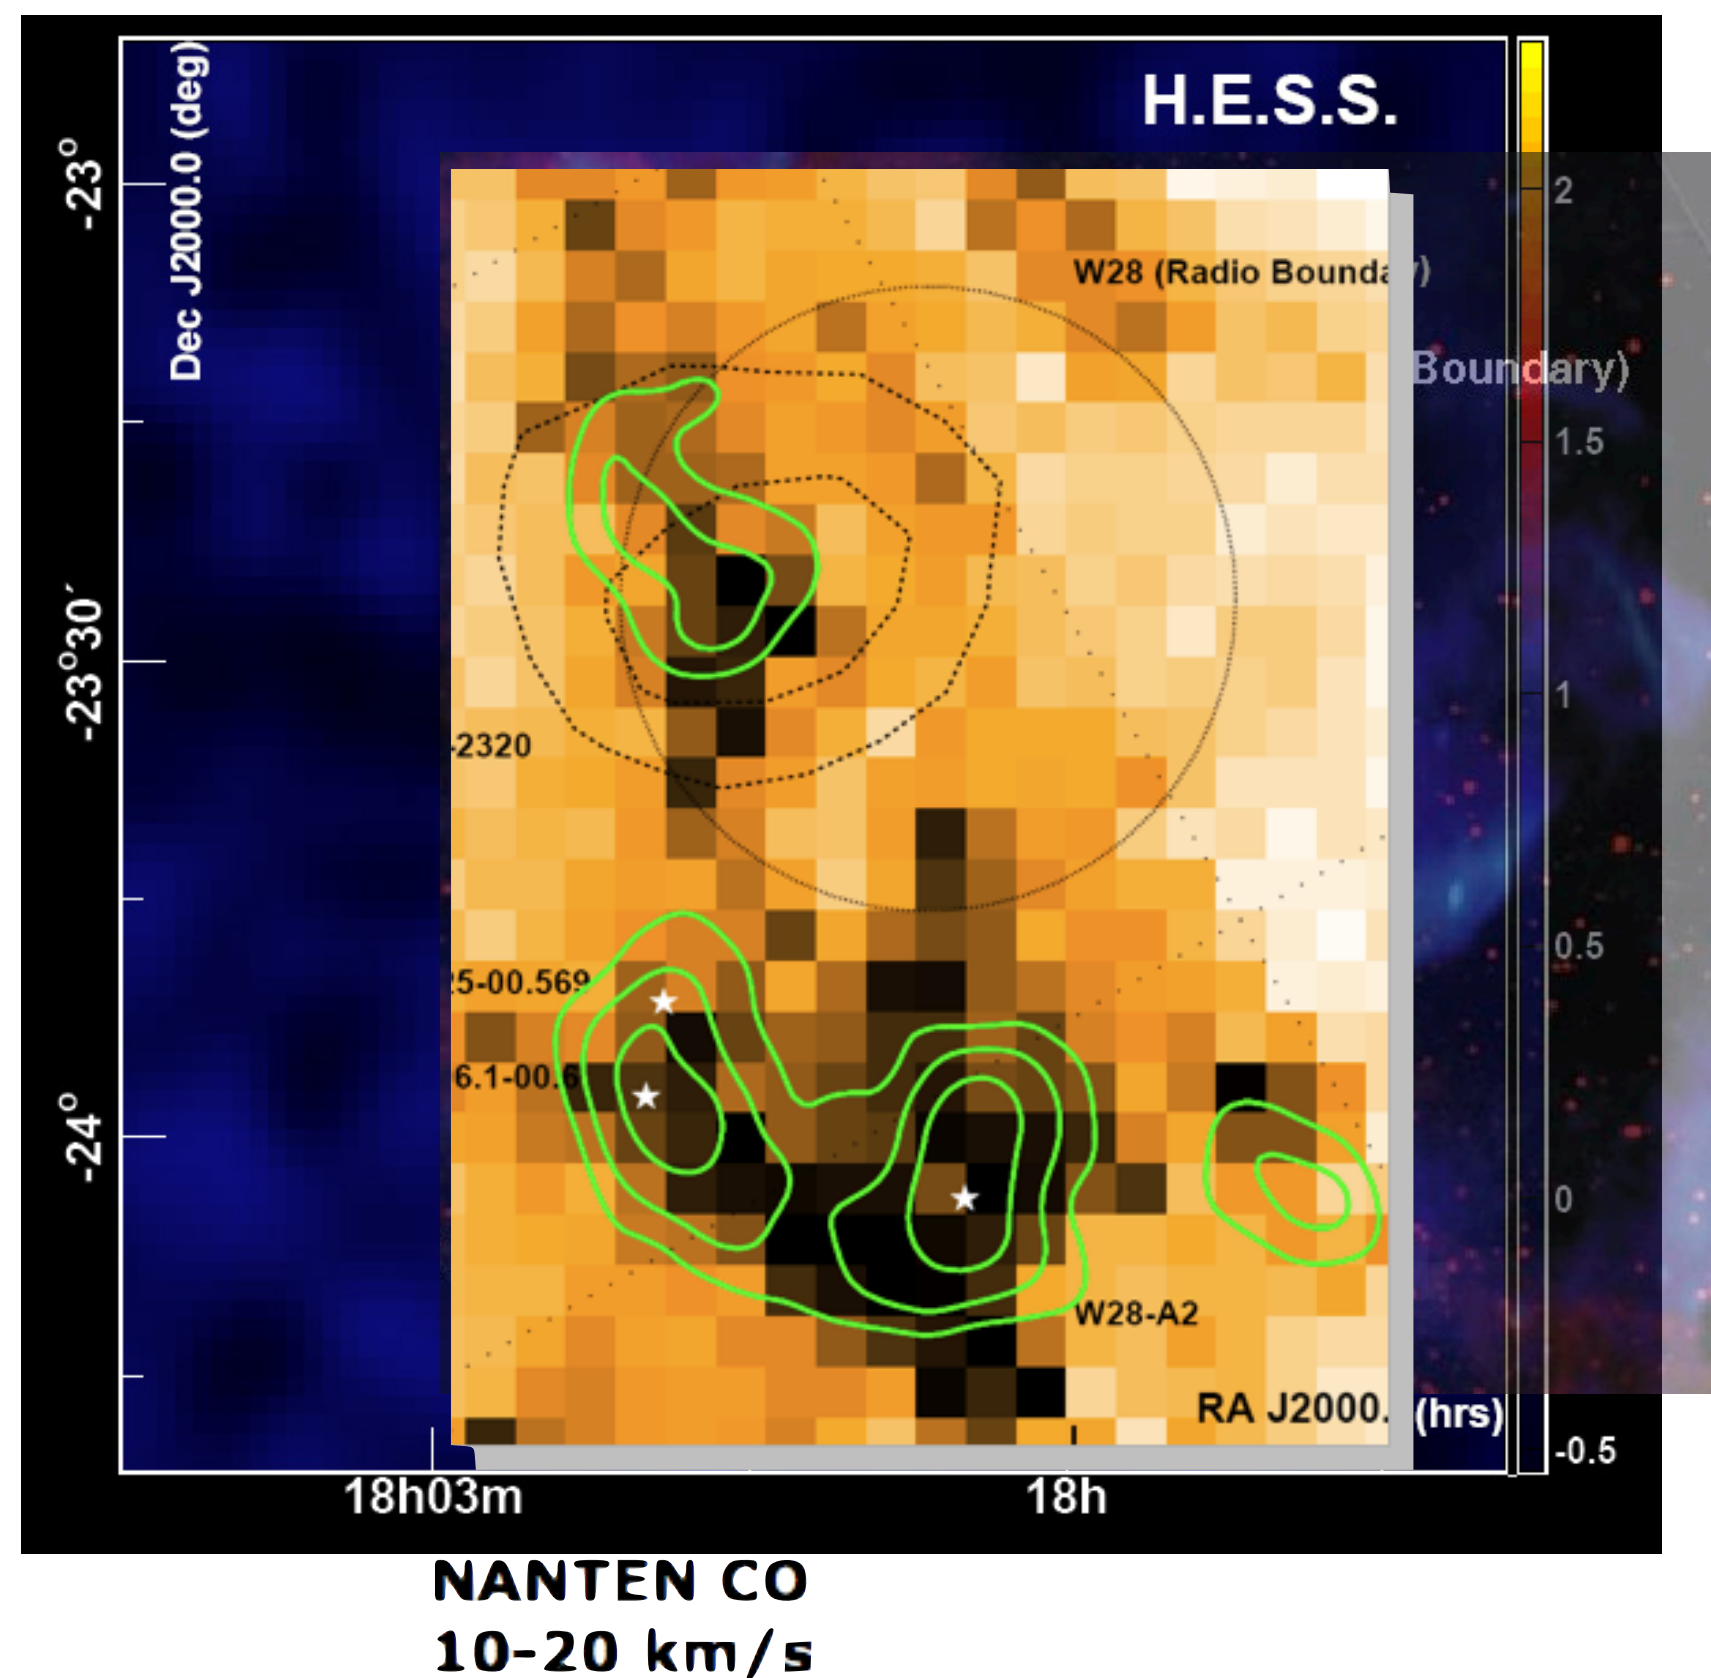 Dec J2000.0 (deg)
H.E.S.S.
-23°
2
W28 (Radio Boundary)
Boundary)
1.5
-23°30´
1
-2320
0.5
25-00.569
6.1-00.6
-24°
0
W28-A2
RA J2000. (hrs)
-0.5
18h03m
18h
NANTEN CO
10-20 km/s